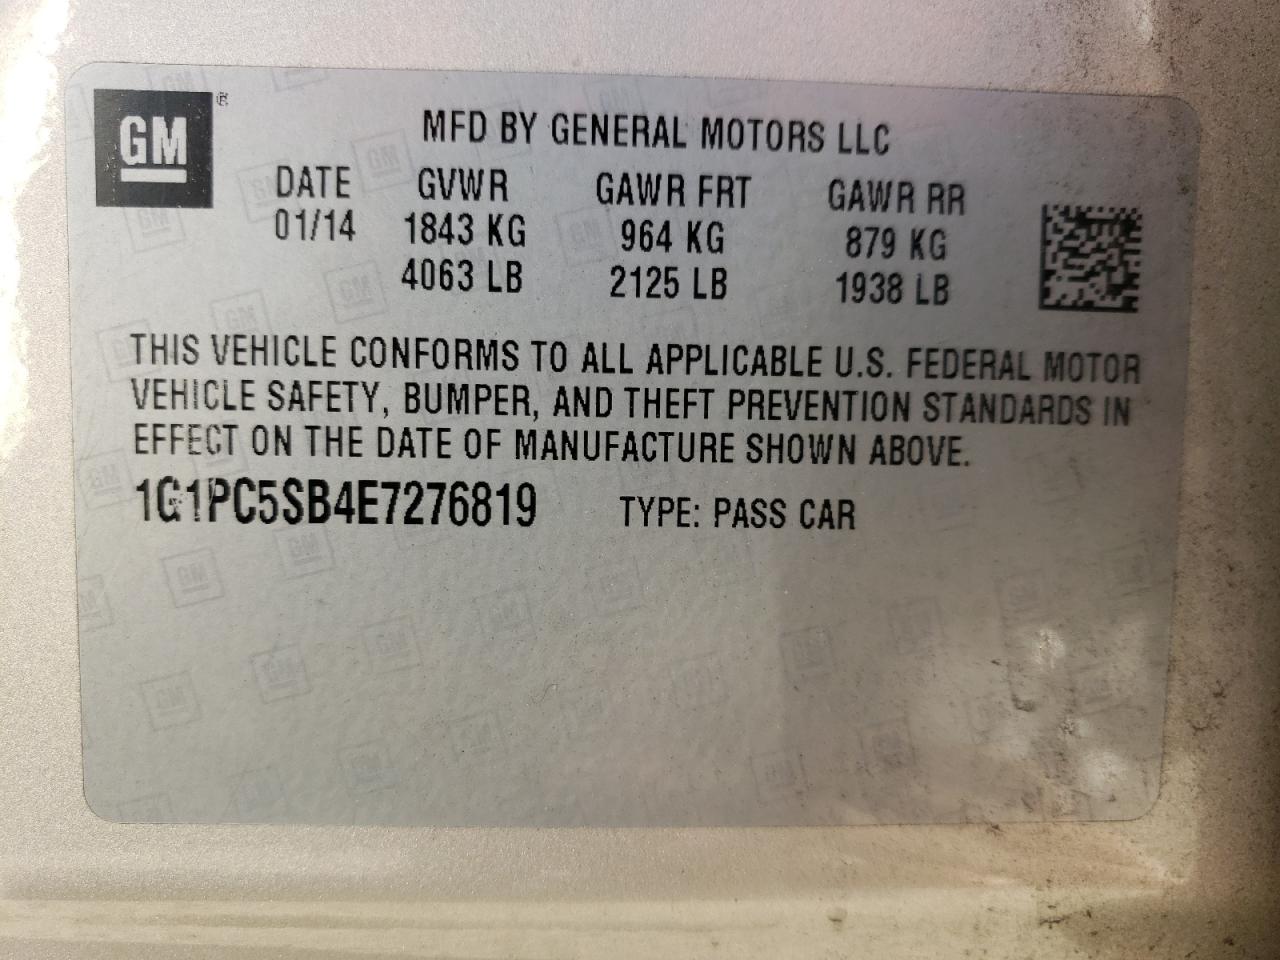 GM ®
MFD BY GENERAL MOTORS LLC
DATE GVWR GAWR FRT GAWR RR
01/14 1843 KG 964 KG 879 KG
4063 LB 2125 LB 1938 LB
THIS VEHICLE CONFORMS TO ALL APPLICABLE U.S. FEDERAL MOTOR
VEHICLE SAFETY, BUMPER, AND THEFT PREVENTION STANDARDS IN
EFFECT ON THE DATE OF MANUFACTURE SHOWN ABOVE.
1G1PC5SB4E7276819 TYPE: PASS CAR